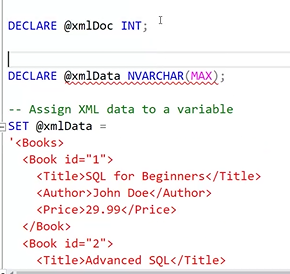 DECLARE @xmlDoc INT;
DECLARE @xmlData NVARCHAR(MAX);
-- Assign XML data to a variable
SET @xmlData =
'<Books>
<Book id="1">
<Title>SQL for Beginners</Title>
<Author>John Doe</Author>
<Price>29.99</Price>
</Book>
<Book id="2">
<Title>Advanced SQL</Title>